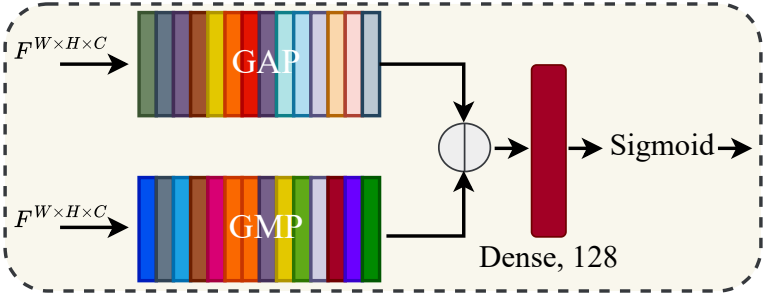 F^{W×H×C}
GAP
Sigmoid
F^{W×H×C}
GMP
Dense, 128